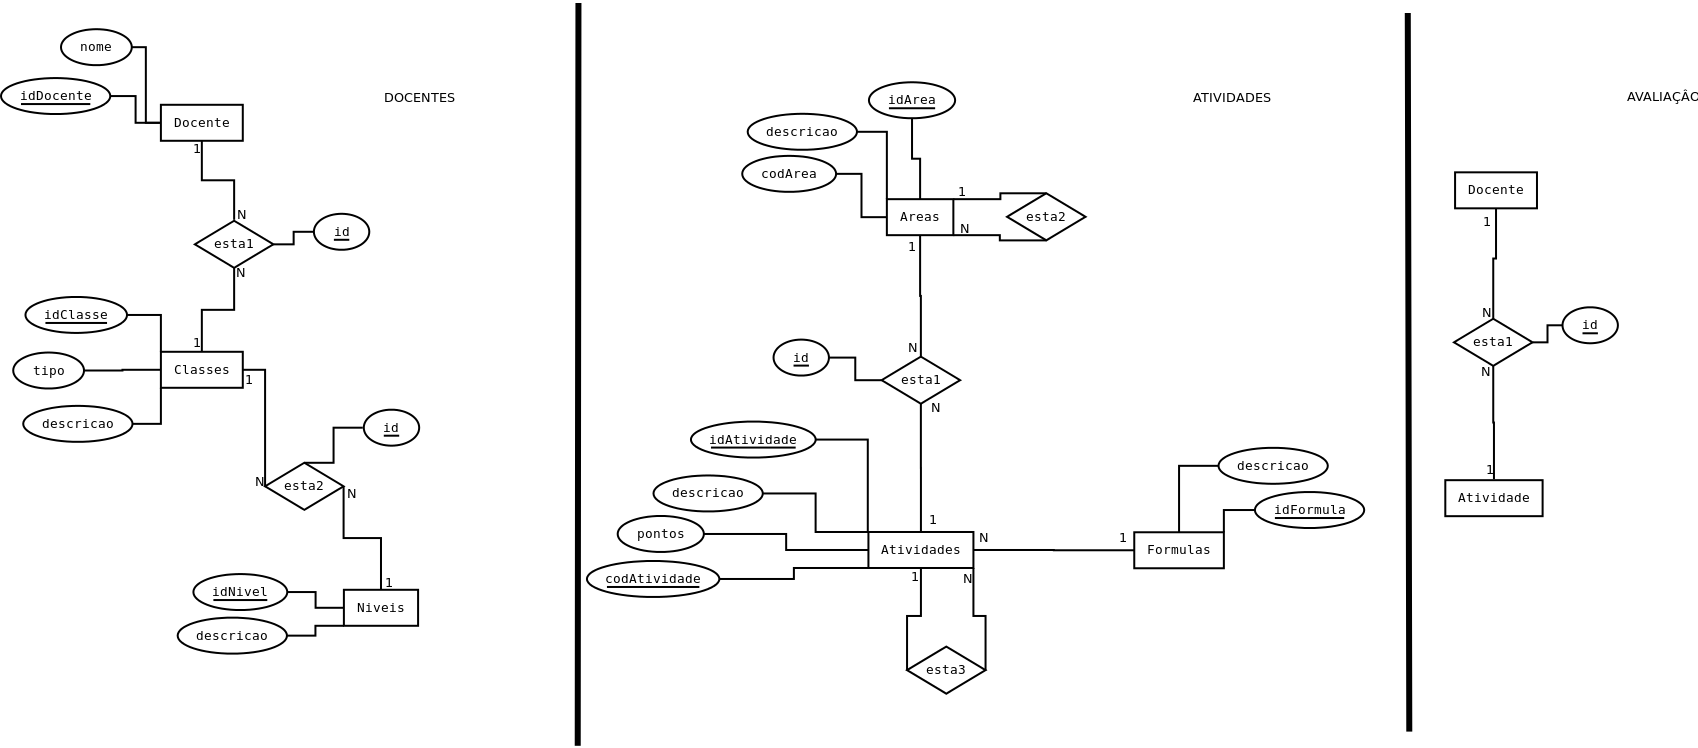 DOCENTES
nome
idDocente
Docente
1
N
esta1
id
N
idClasse
1
tipo
Classes
1
descricao
id
N
esta2
N
idNivel
1
Niveis
descricao
ATIVIDADES
idArea
descricao
codArea
1
Areas
esta2
N
1
id
N
esta1
N
idAtividade
descricao
1
pontos
Atividades
N
1
Formulas
descricao
idFormula
codAtividade
1
N
esta3
AVALIAÇÃO
Docente
1
N
esta1
id
N
1
Atividade